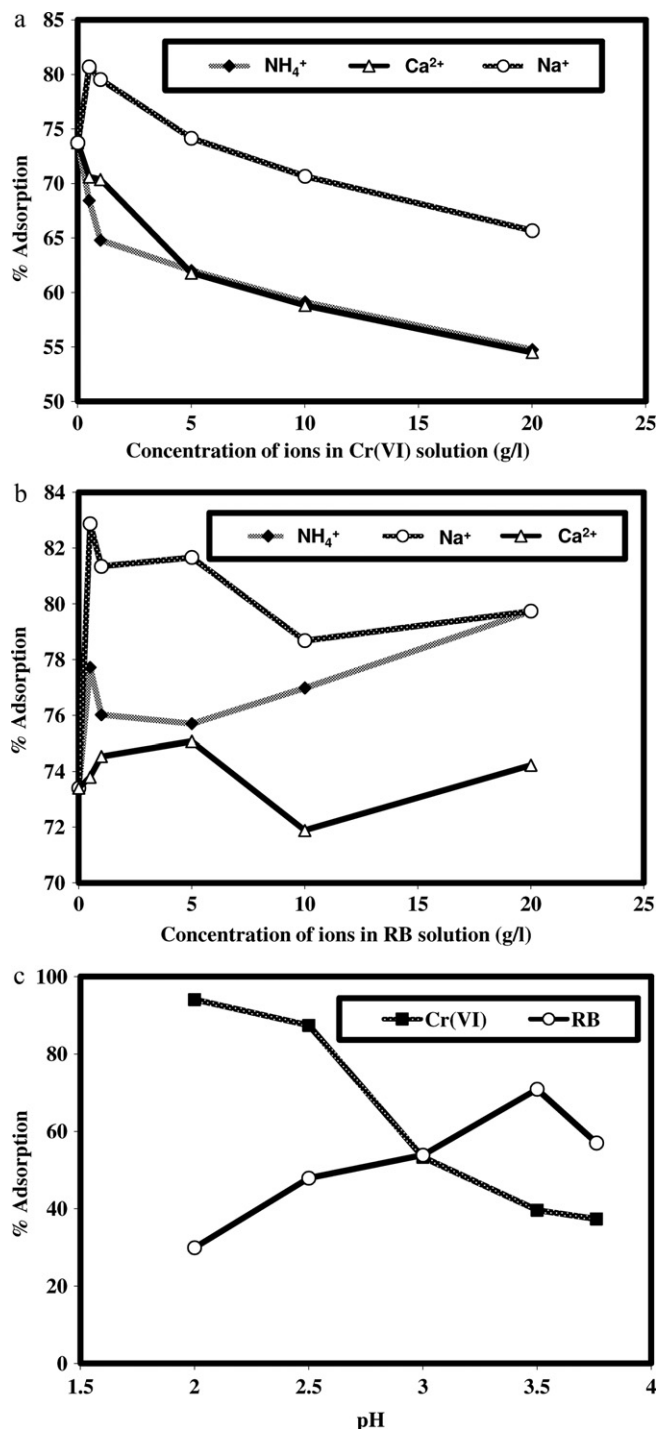 a
85
80
75
70
65
60
55
50
% Adsorption
NH₄⁺ Ca²⁺ Na⁺
0 5 10 15 20 25
Concentration of ions in Cr(VI) solution (g/l)
b
84
82
80
78
76
74
72
70
% Adsorption
NH₄⁺ Na⁺ Ca²⁺
0 5 10 15 20 25
Concentration of ions in RB solution (g/l)
c
100
80
60
40
20
0
% Adsorption
Cr(VI) RB
1.5 2 2.5 3 3.5 4
pH